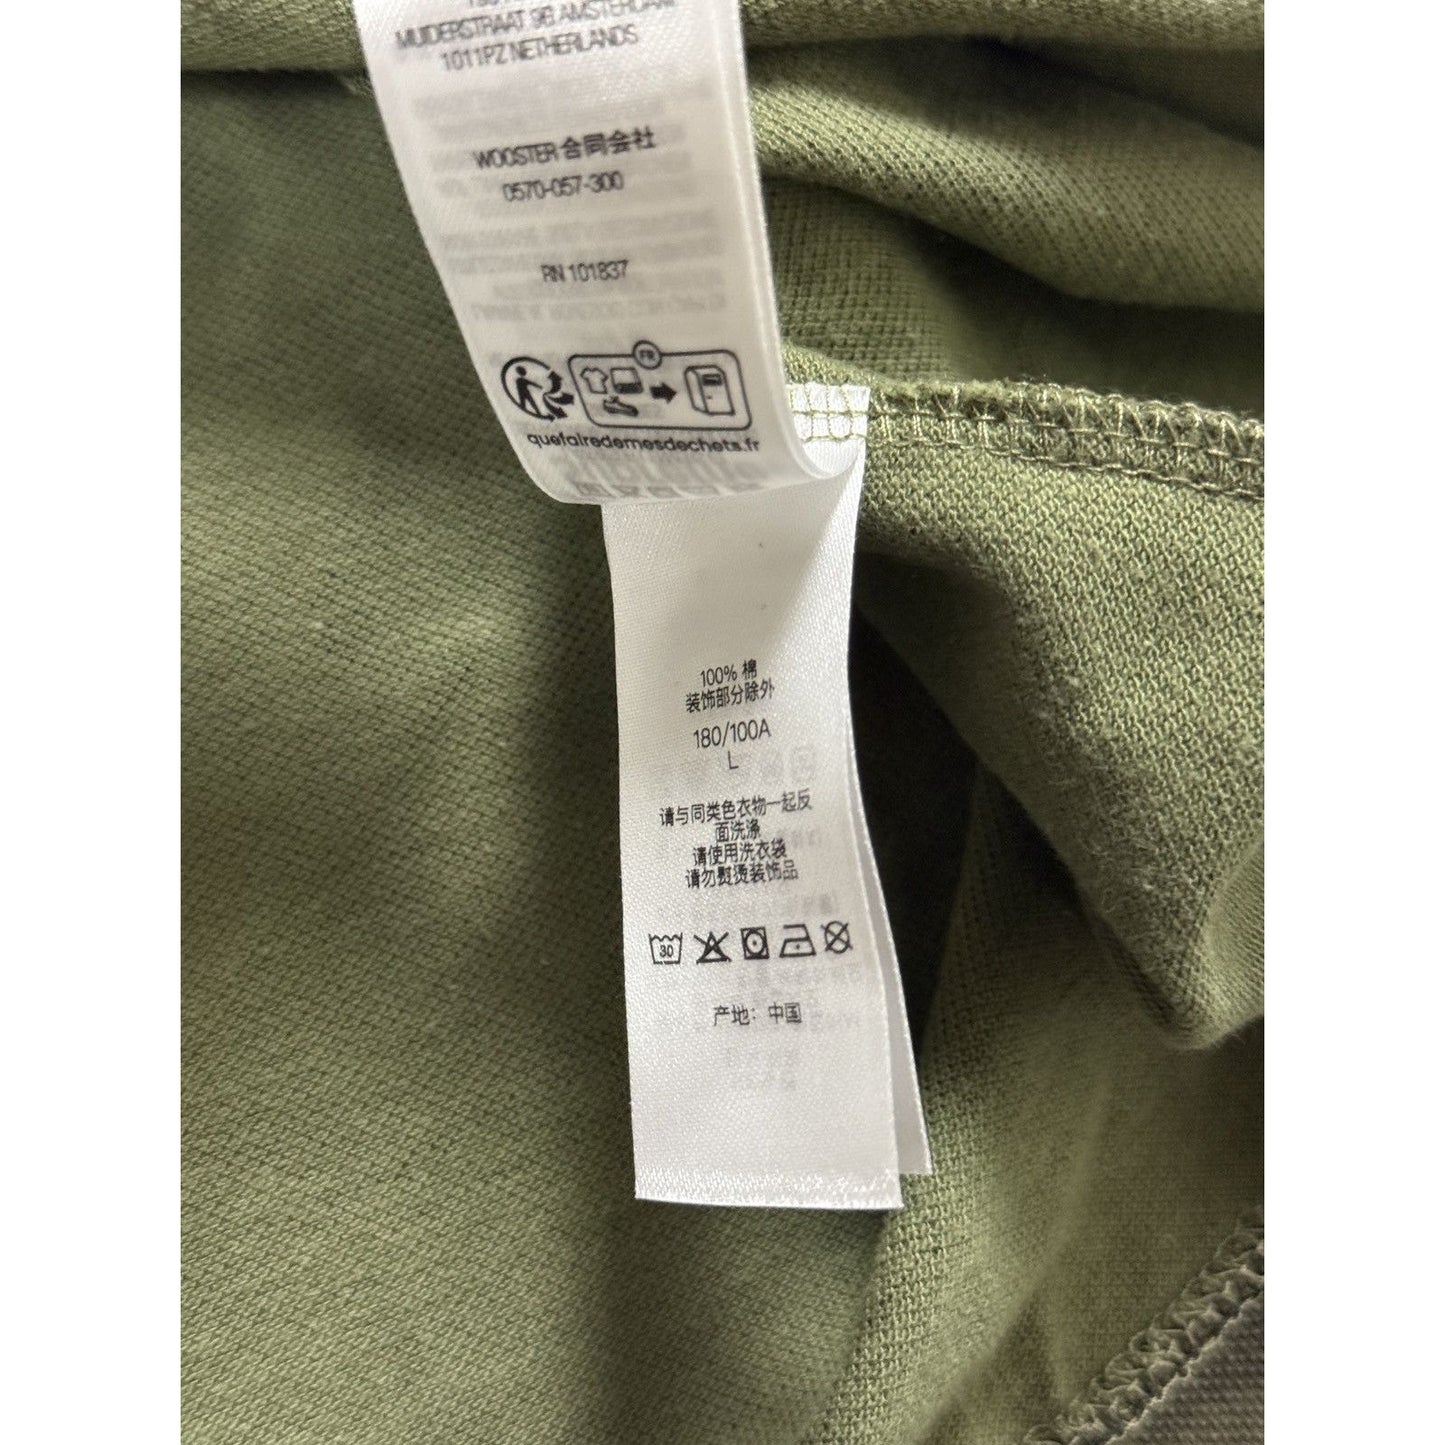 MUIDERSTRAAT 9B AMSTERDAM
1011PZ NETHERLANDS
WOOSTER 合同会社
0570-057-300
RN 101837
FR
quefairedemesdechets.fr
100% 棉
装饰部分除外
180/100A
L
请与同类色衣物一起反
面洗涤
请使用洗衣袋
请勿熨烫装饰品
30
产地：中国